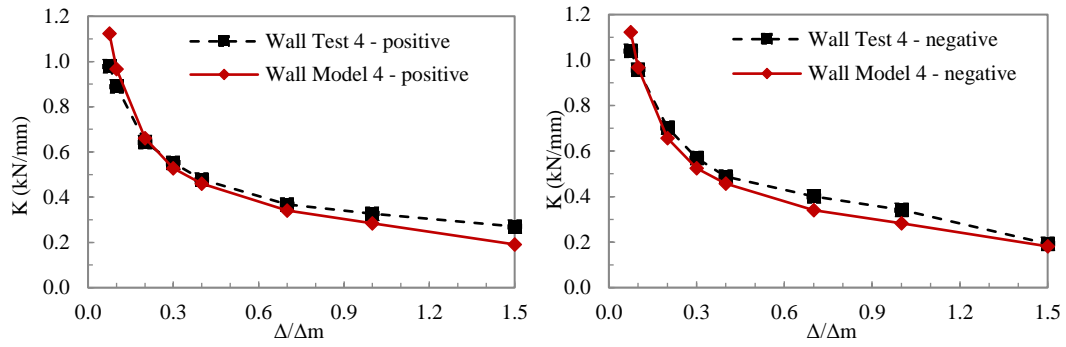 1.2
1.0
0.8
0.6
0.4
0.2
0.0
K (kN/mm)
Wall Test 4 - positive
Wall Model 4 - positive
0.0 0.3 0.6 0.9 1.2 1.5
Δ/Δm
1.2
1.0
0.8
0.6
0.4
0.2
0.0
K (kN/mm)
Wall Test 4 - negative
Wall Model 4 - negative
0.0 0.3 0.6 0.9 1.2 1.5
Δ/Δm